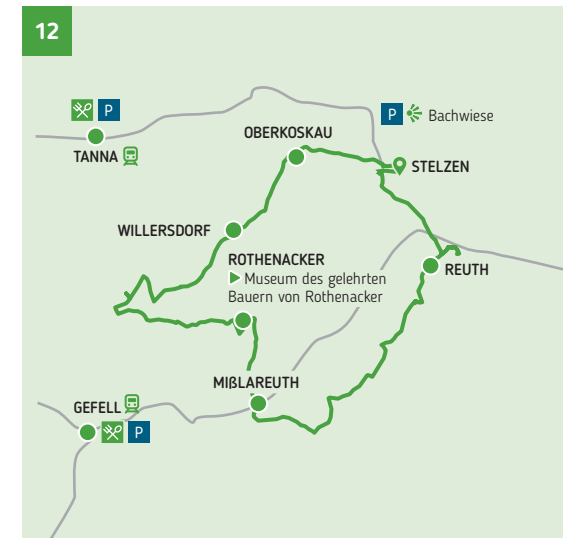 12
P
P Bachwiese
OBERKOSKAU
TANNA
STELZEN
WILLERSDORF
ROTHENACKER
Museum des gelehrten
Bauern von Rothenacker
REUTH
MIßLAREUTH
GEFELL
P